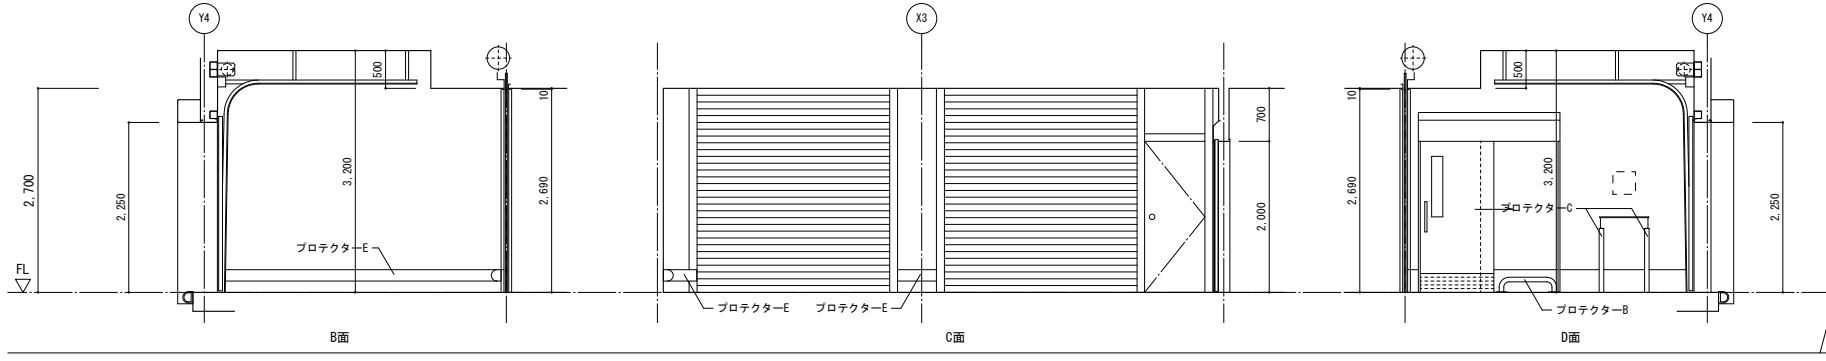 Y4
X3
Y4
500
10
700
10
500
2,700
2,250
3,200
2,690
2,000
2,690
3,200
2,250
プロテクターC
プロテクターE
FL
プロテクターE
プロテクターE
プロテクターB
B面
C面
D面